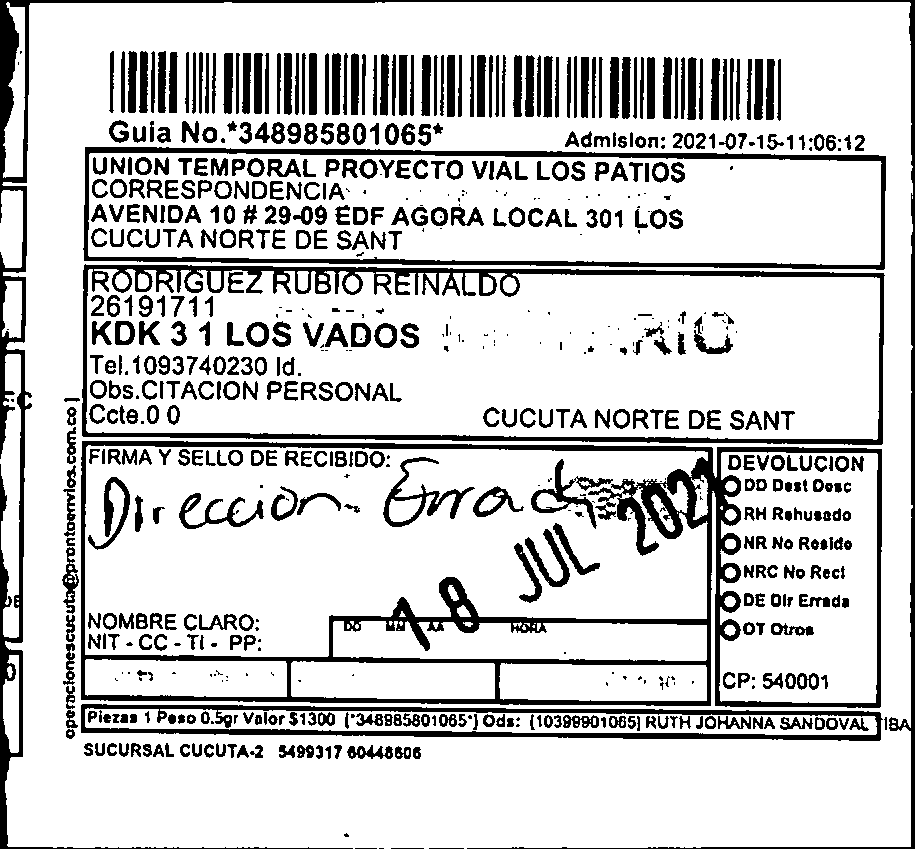 Guia No.*348985801065*
Admision: 2021-07-15-11:06:12
UNION TEMPORAL PROYECTO VIAL LOS PATIOS
CORRESPONDENCIA
AVENIDA 10 # 29-09 EDF AGORA LOCAL 301 LOS
CUCUTA NORTE DE SANT
RODRIGUEZ RUBIO REINALDO
26191711
KDK 3 1 LOS VADOS
Tel.1093740230 Id.
Obs.CITACION PERSONAL
Ccte.0 0
CUCUTA NORTE DE SANT
operacionescucuta@prontoenvios.com.co
FIRMA Y SELLO DE RECIBIDO:
Direccion Errada
18 JUL 2021
NOMBRE CLARO:
NIT - CC - TI - PP:
DD MM AA HORA
DEVOLUCION
DD Dest Desc
RH Rehusado
NR No Reside
NRC No Recl
DE Dir Errada
OT Otros
CP: 540001
Piezas 1 Peso 0.5gr Valor $1300 (*348985801065*) Ods: (10399901065) RUTH JOHANNA SANDOVAL TIBA
SUCURSAL CUCUTA-2 5499317 60448606